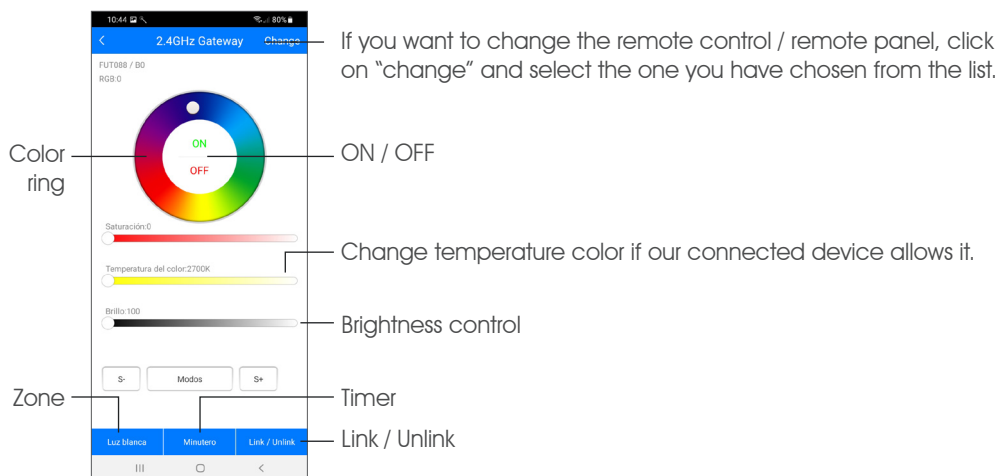 10:44 80%
2.4GHz Gateway Change
If you want to change the remote control / remote panel, click
on “change” and select the one you have chosen from the list.
FUT088 / B0
RGB:0
ON
OFF
Color
ring
ON / OFF
Saturación:0
Change temperature color if our connected device allows it.
Temperatura del color:2700K
Brillo:100
Brightness control
S- Modos S+
Zone
Timer
Luz blanca Minutero Link / Unlink
Link / Unlink